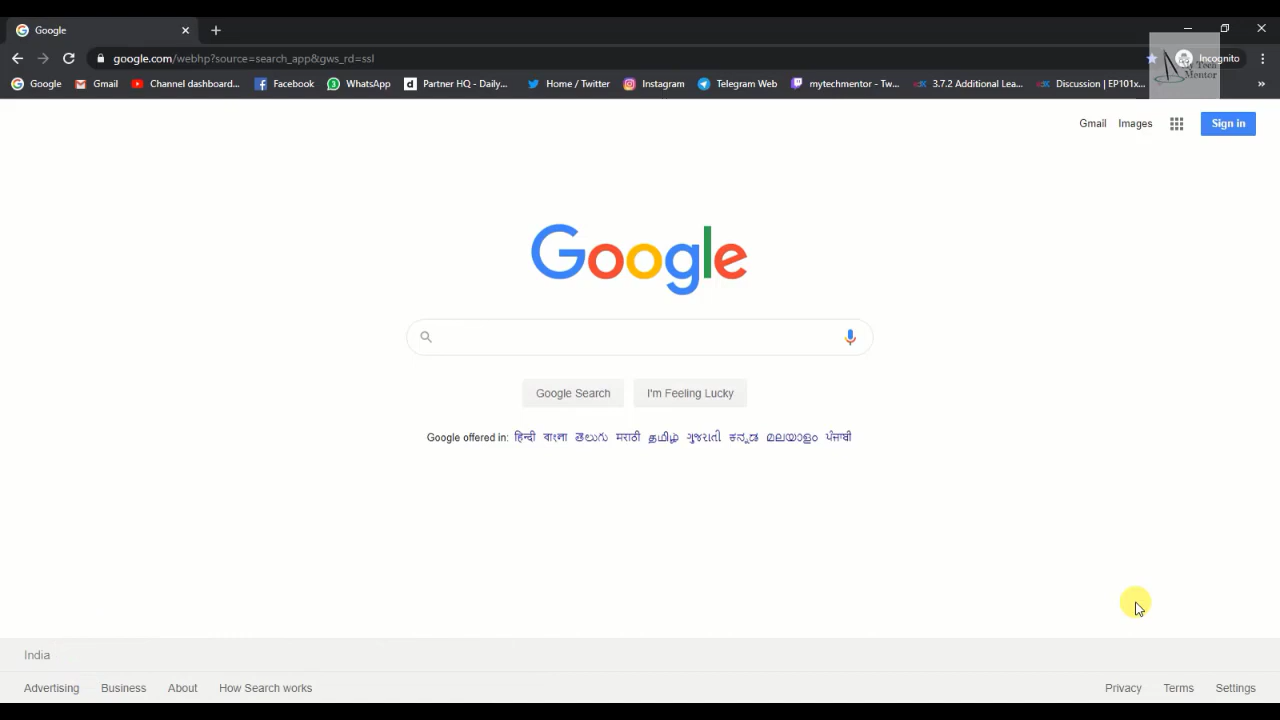 Google
google.com/webhp?source=search_app&gws_rd=ssl
Incognito
Google Gmail Channel dashboard... Facebook WhatsApp Partner HQ - Daily... Home / Twitter Instagram Telegram Web mytechmentor - Tw... 3.7.2 Additional Lea... Discussion | EP101x...
My Tech
Mentor
Gmail Images Sign in
Google
Google Search I'm Feeling Lucky
Google offered in: हिन्दी বাংলা తెలుగు मराठी தமிழ் ગુજરાતી ಕನ್ನಡ മലയാളം ਪੰਜਾਬੀ
India
Advertising Business About How Search works Privacy Terms Settings